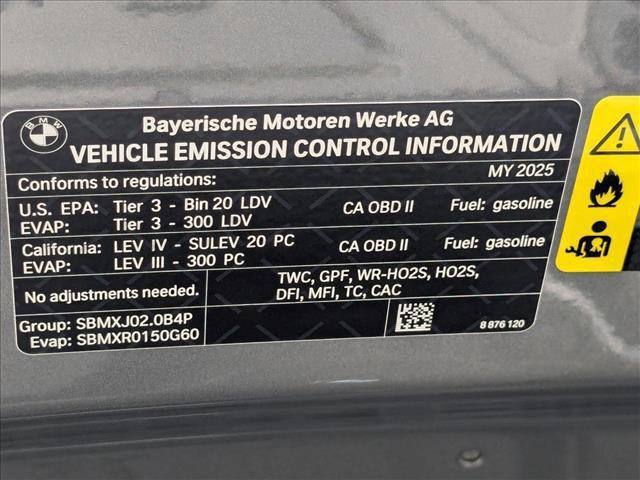 BMW
Bayerische Motoren Werke AG
VEHICLE EMISSION CONTROL INFORMATION
Conforms to regulations: MY 2025
U.S. EPA: Tier 3 - Bin 20 LDV CA OBD II Fuel: gasoline
EVAP: Tier 3 - 300 LDV
California: LEV IV - SULEV 20 PC CA OBD II Fuel: gasoline
EVAP: LEV III - 300 PC
No adjustments needed. TWC, GPF, WR-HO2S, HO2S,
DFI, MFI, TC, CAC
Group: SBMXJ02.0B4P
Evap: SBMXR0150G60
8 876 120